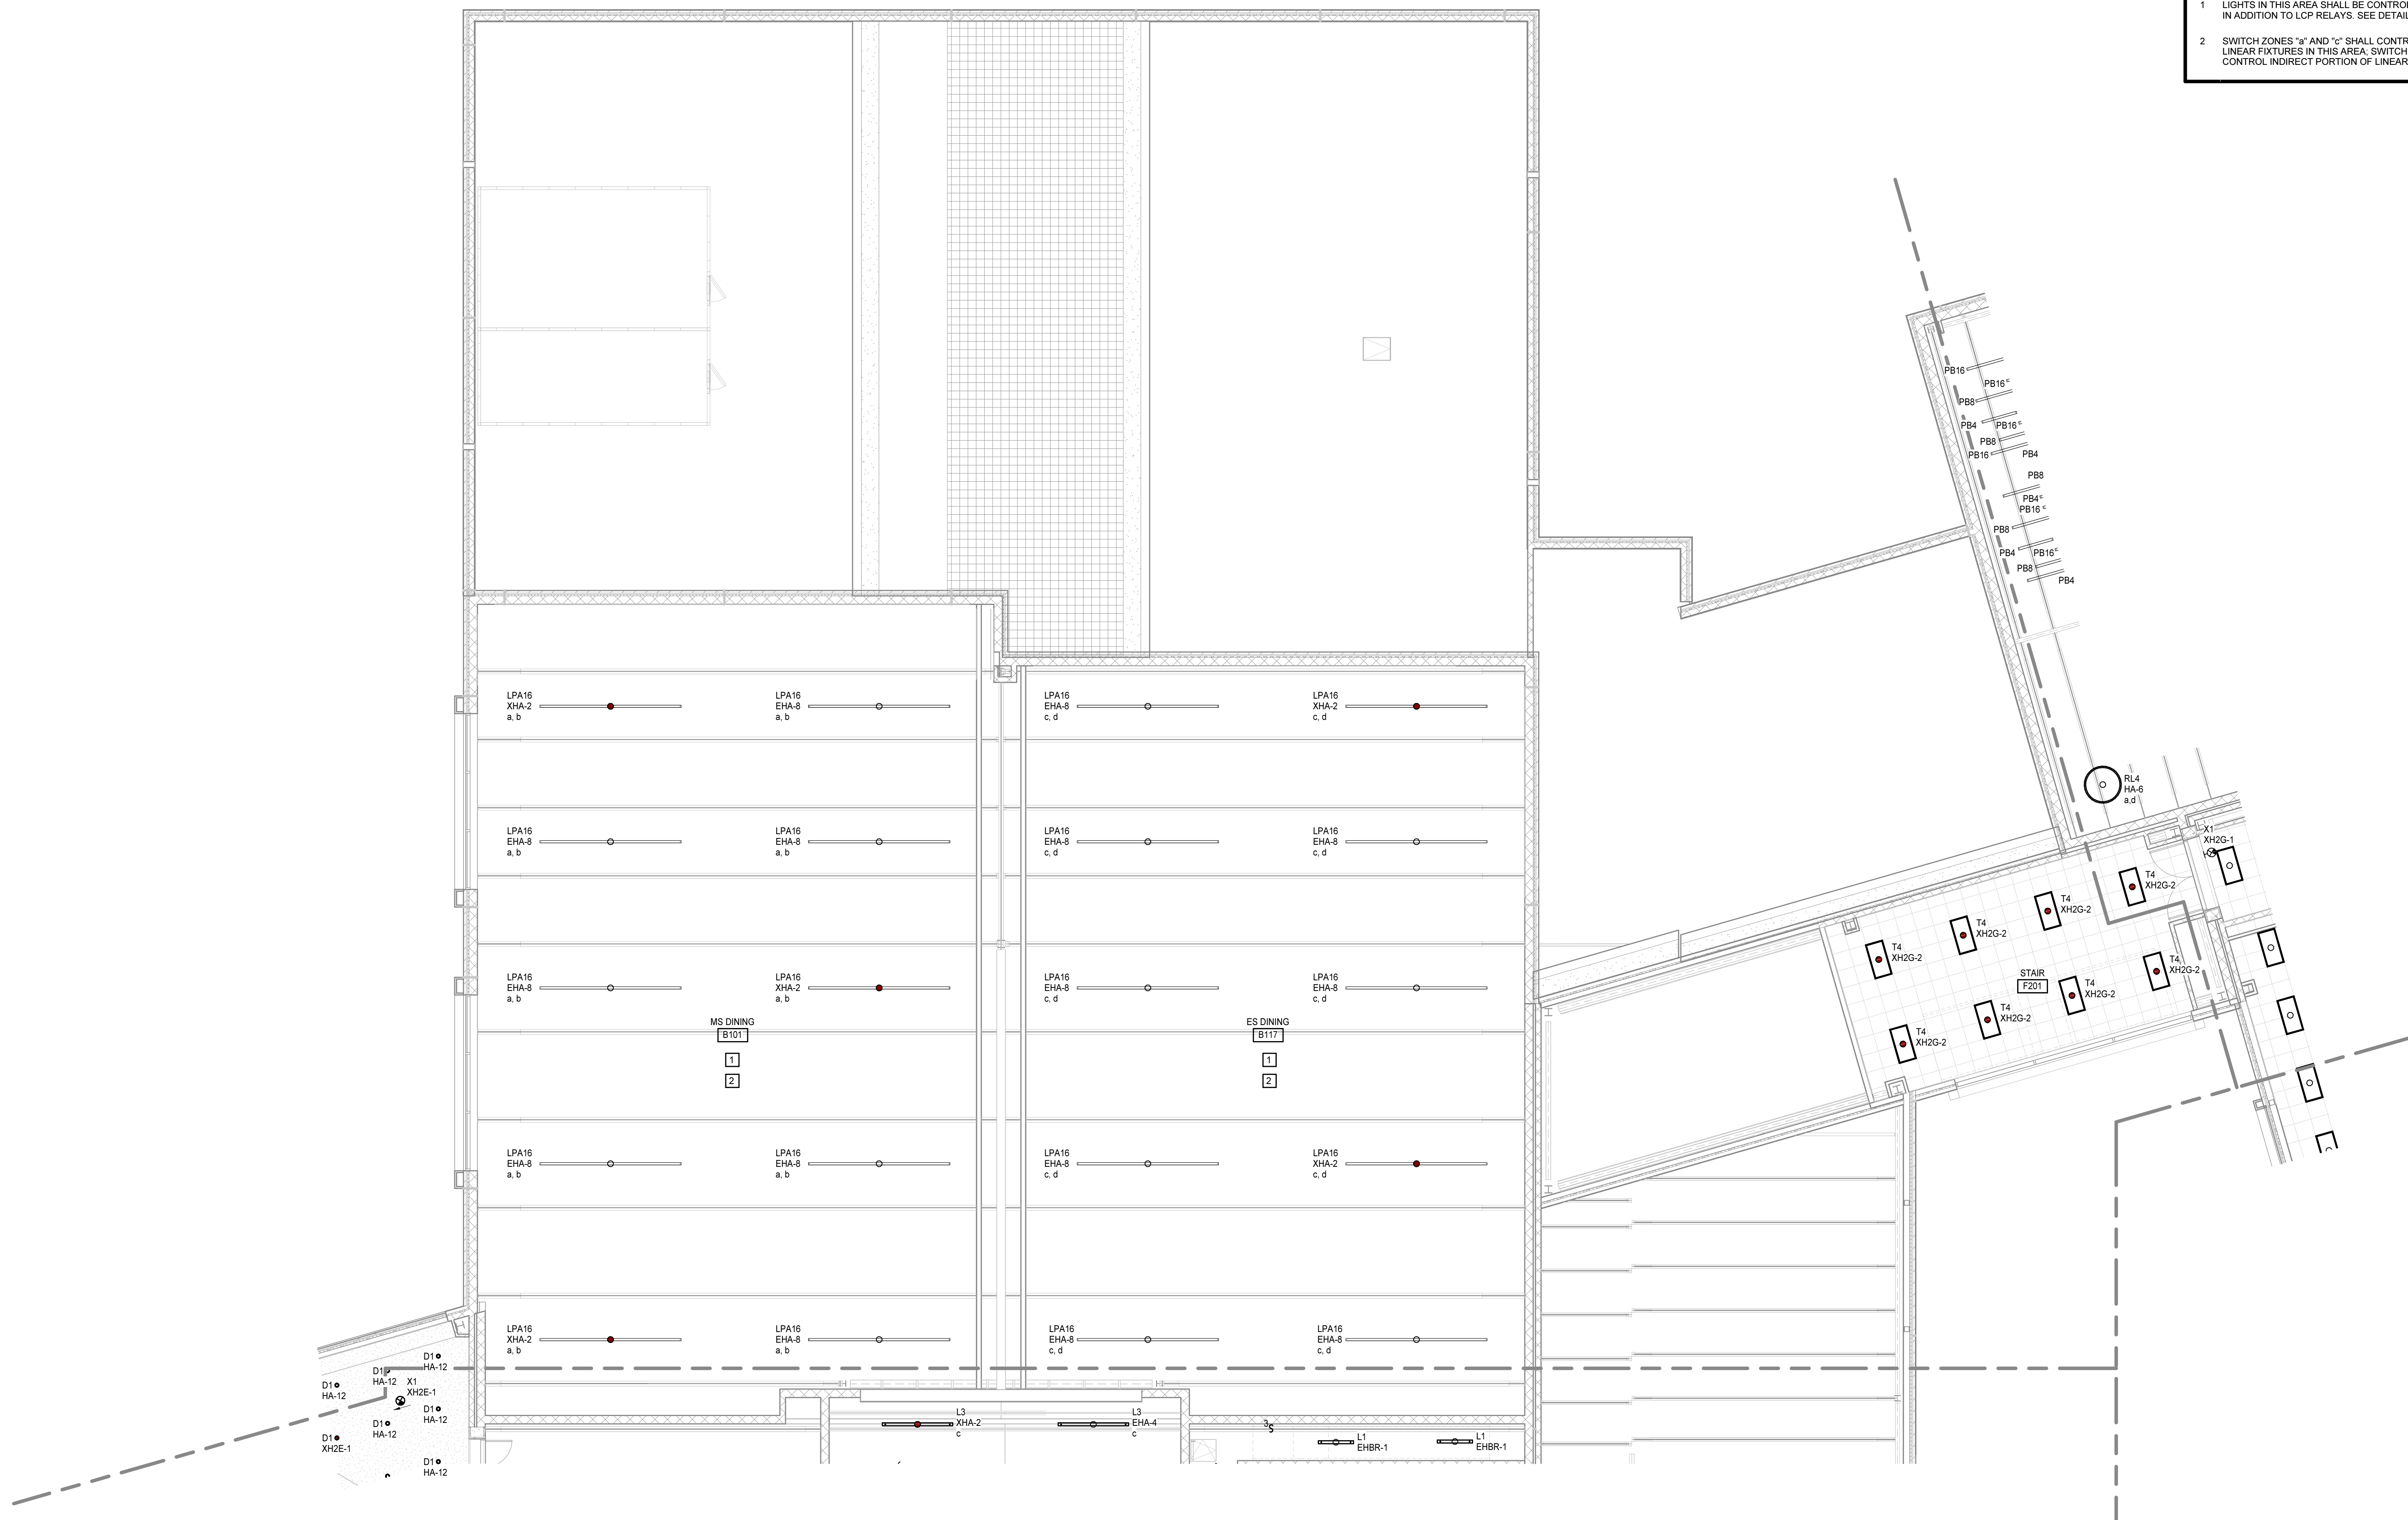 1 LIGHTS IN THIS AREA SHALL BE CONTROL
IN ADDITION TO LCP RELAYS. SEE DETAIL
2 SWITCH ZONES "a" AND "c" SHALL CONTR
LINEAR FIXTURES IN THIS AREA; SWITCH
CONTROL INDIRECT PORTION OF LINEAR
PB16
PB16
PB8
PB4
PB16
PB8
PB16
PB4
PB8
PB4
PB16
PB8
PB4
PB16
PB8
PB4
LPA16
XHA-2
a, b
LPA16
EHA-8
a, b
LPA16
EHA-8
c, d
LPA16
XHA-2
c, d
RL4
HA-6
a,d
LPA16
EHA-8
a, b
LPA16
EHA-8
a, b
LPA16
EHA-8
c, d
LPA16
EHA-8
c, d
X1
XH2G-1
T4
XH2G-2
T4
XH2G-2
T4
XH2G-2
T4
XH2G-2
LPA16
EHA-8
a, b
LPA16
XHA-2
a, b
LPA16
EHA-8
c, d
LPA16
EHA-8
c, d
STAIR
F201
T4
XH2G-2
T4
XH2G-2
T4
XH2G-2
T4
XH2G-2
MS DINING
B101
1
2
ES DINING
B117
1
2
LPA16
EHA-8
a, b
LPA16
EHA-8
a, b
LPA16
EHA-8
c, d
LPA16
XHA-2
c, d
LPA16
XHA-2
a, b
LPA16
EHA-8
a, b
LPA16
EHA-8
c, d
LPA16
EHA-8
c, d
D1
HA-12
D1
HA-12
X1
XH2E-1
D1
HA-12
D1
HA-12
D1
HA-12
D1
XH2E-1
D1
HA-12
L3
XHA-2
c
L3
EHA-4
c
3
S
L1
EHBR-1
L1
EHBR-1